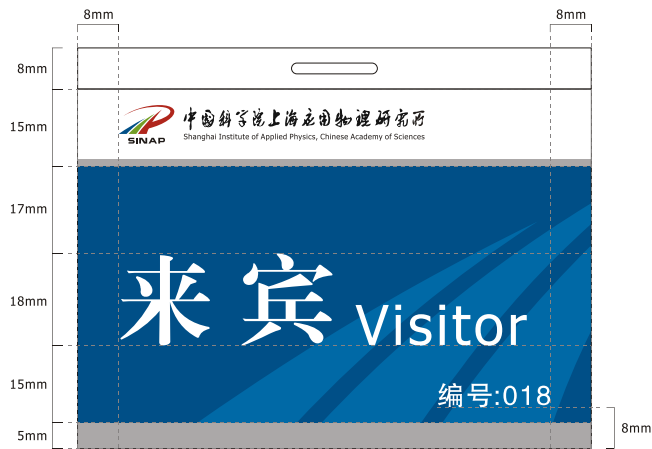 8mm 8mm
8mm
15mm
SINAP
中国科学院上海应用物理研究所
Shanghai Institute of Applied Physics, Chinese Academy of Sciences
17mm
18mm
来宾 Visitor
15mm
编号:018
5mm
8mm